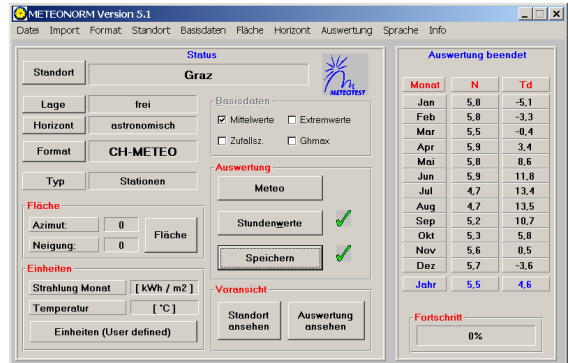 METEONORM Version 5.1
Datei Import Format Standort Basisdaten Fläche Horizont Auswertung Sprache Info
Status
Standort Graz
METEOTEST
Lage frei
Horizont astronomisch
Format CH-METEO
Typ Stationen
Basisdaten
Mittelwerte Extremwerte
Zufallsz. Ghmax
Auswertung
Meteo
Stundenwerte
Speichern
Fläche
Azimut: 0
Neigung: 0
Fläche
Einheiten
Strahlung Monat [ kWh / m2 ]
Temperatur [ °C ]
Einheiten (User defined)
Voransicht
Standort ansehen
Auswertung ansehen
Auswertung beendet
Monat N Td
Jan 5,8 -5,1
Feb 5,8 -3,3
Mar 5,5 -0,4
Apr 5,9 3,4
Mai 5,8 8,6
Jun 5,9 11,8
Jul 4,7 13,4
Aug 4,7 13,5
Sep 5,2 10,7
Okt 5,3 5,8
Nov 5,6 0,5
Dez 5,7 -3,6
Jahr 5,5 4,6
Fortschritt
0%